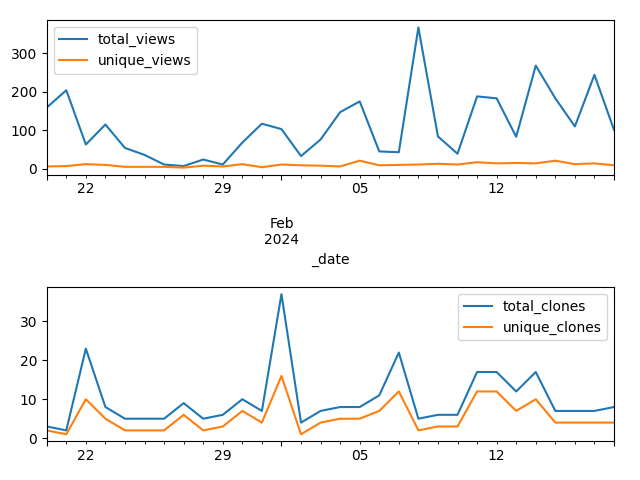 total_views
unique_views
300
200
100
0
22 29 05 12
Feb
2024
_date
total_clones
unique_clones
30
20
10
0
22 29 05 12